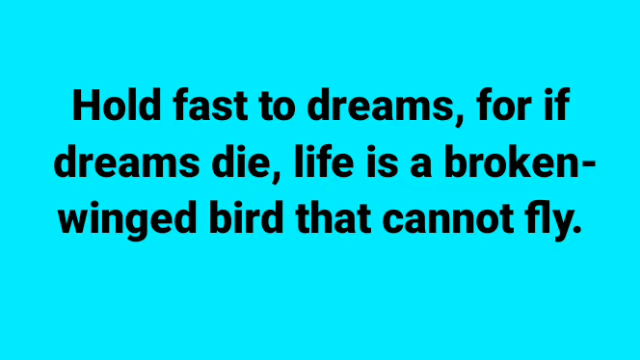 Hold fast to dreams, for if
dreams die, life is a broken-
winged bird that cannot fly.